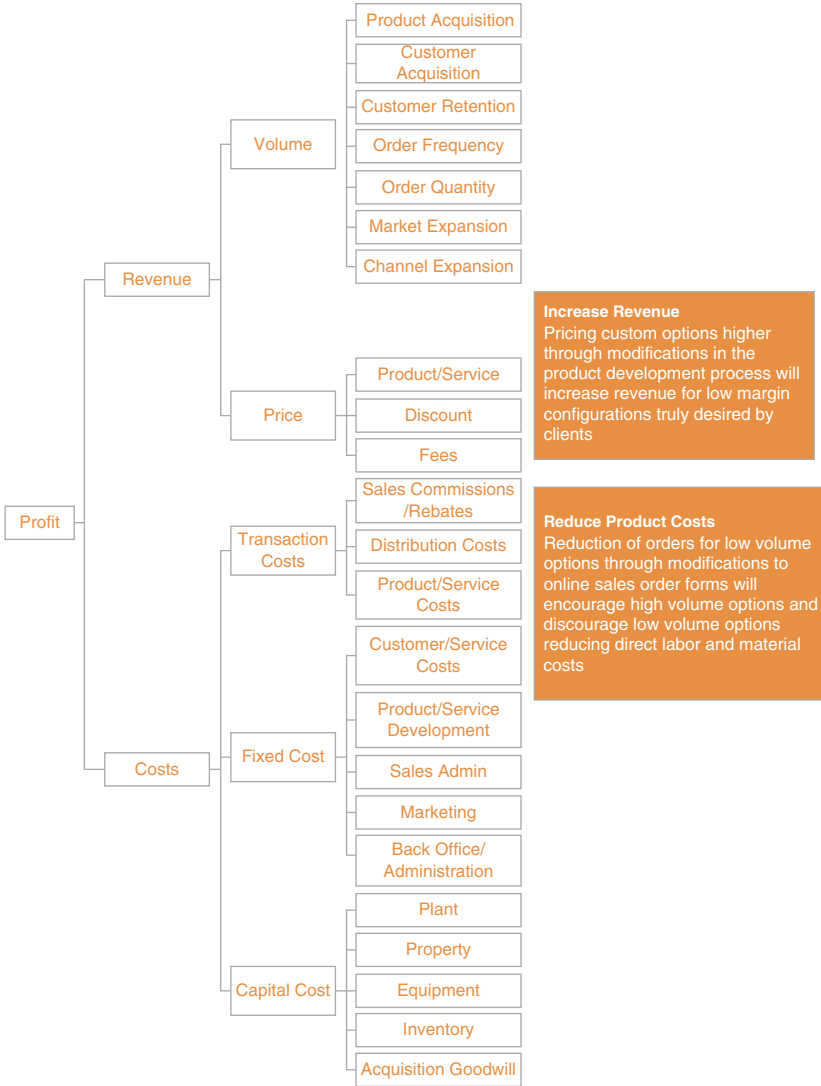 Product Acquisition
Customer
Acquisition
Customer Retention
Volume
Order Frequency
Order Quantity
Market Expansion
Revenue
Channel Expansion
Increase Revenue
Pricing custom options higher
through modifications in the
product development process will
increase revenue for low margin
configurations truly desired by
clients
Product/Service
Price
Discount
Fees
Profit
Sales Commissions
/Rebates
Transaction
Costs
Distribution Costs
Product/Service
Costs
Reduce Product Costs
Reduction of orders for low volume
options through modifications to
online sales order forms will
encourage high volume options and
discourage low volume options
reducing direct labor and material
costs
Customer/Service
Costs
Product/Service
Development
Costs
Fixed Cost
Sales Admin
Marketing
Back Office/
Administration
Plant
Property
Capital Cost
Equipment
Inventory
Acquisition Goodwill